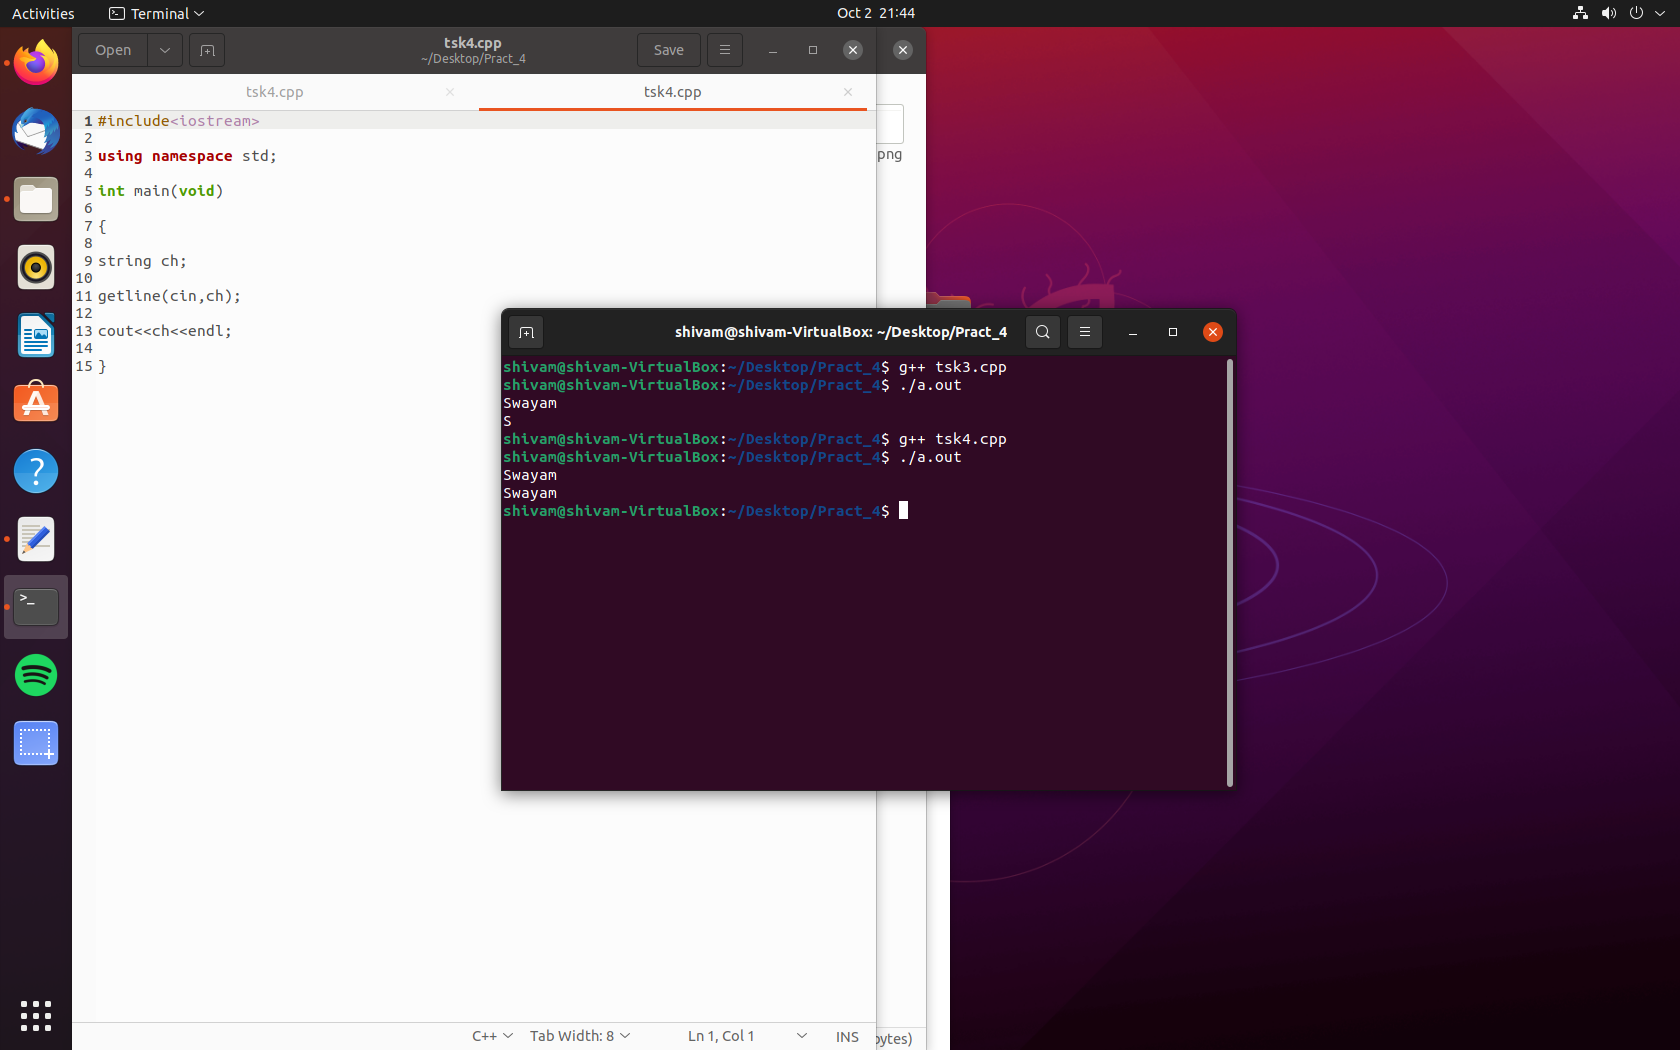 Activities
Terminal
Oct 2 21:44
Open
tsk4.cpp
~/Desktop/Pract_4
Save
tsk4.cpp
tsk4.cpp
1 #include<iostream>
2
3 using namespace std;
4
5 int main(void)
6
7 {
8
9 string ch;
10
11 getline(cin,ch);
12
13 cout<<ch<<endl;
14
15 }
png
shivam@shivam-VirtualBox: ~/Desktop/Pract_4
shivam@shivam-VirtualBox:~/Desktop/Pract_4$ g++ tsk3.cpp
shivam@shivam-VirtualBox:~/Desktop/Pract_4$ ./a.out
Swayam
S
shivam@shivam-VirtualBox:~/Desktop/Pract_4$ g++ tsk4.cpp
shivam@shivam-VirtualBox:~/Desktop/Pract_4$ ./a.out
Swayam
Swayam
shivam@shivam-VirtualBox:~/Desktop/Pract_4$
C++
Tab Width: 8
Ln 1, Col 1
INS
bytes)